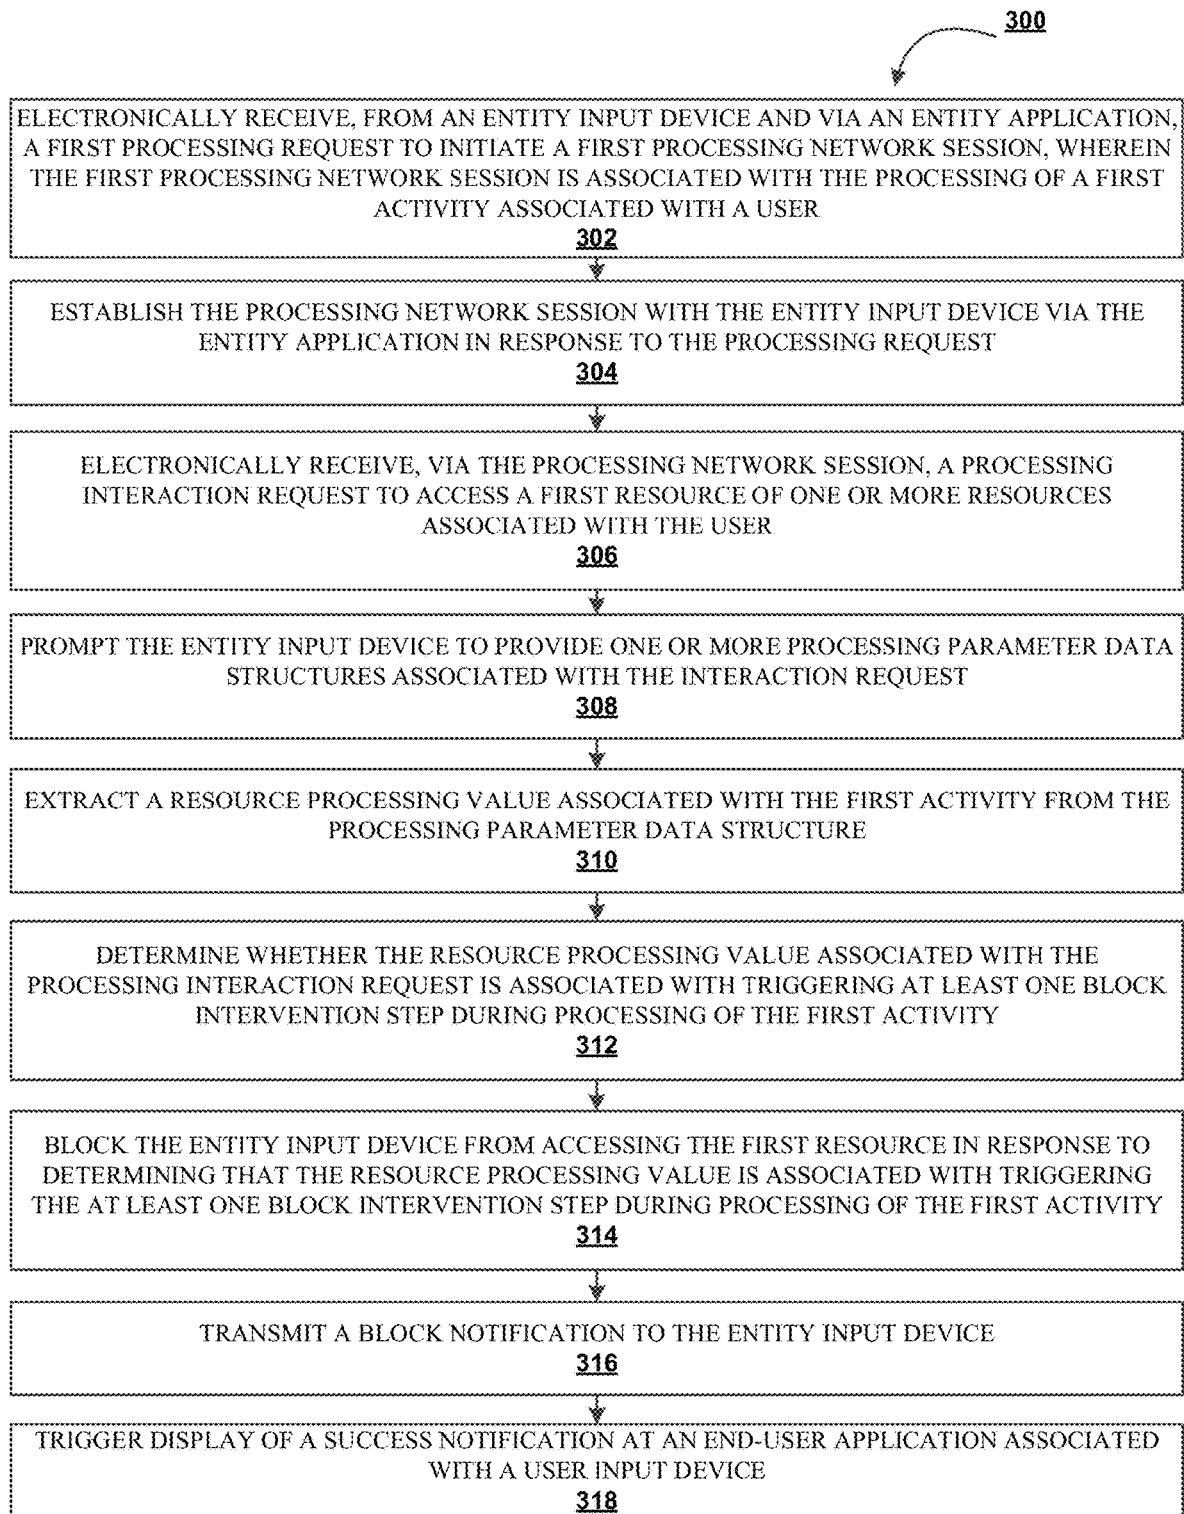 300
ELECTRONICALLY RECEIVE, FROM AN ENTITY INPUT DEVICE AND VIA AN ENTITY APPLICATION,
A FIRST PROCESSING REQUEST TO INITIATE A FIRST PROCESSING NETWORK SESSION, WHEREIN
THE FIRST PROCESSING NETWORK SESSION IS ASSOCIATED WITH THE PROCESSING OF A FIRST
ACTIVITY ASSOCIATED WITH A USER
302
ESTABLISH THE PROCESSING NETWORK SESSION WITH THE ENTITY INPUT DEVICE VIA THE
ENTITY APPLICATION IN RESPONSE TO THE PROCESSING REQUEST
304
ELECTRONICALLY RECEIVE, VIA THE PROCESSING NETWORK SESSION, A PROCESSING
INTERACTION REQUEST TO ACCESS A FIRST RESOURCE OF ONE OR MORE RESOURCES
ASSOCIATED WITH THE USER
306
PROMPT THE ENTITY INPUT DEVICE TO PROVIDE ONE OR MORE PROCESSING PARAMETER DATA
STRUCTURES ASSOCIATED WITH THE INTERACTION REQUEST
308
EXTRACT A RESOURCE PROCESSING VALUE ASSOCIATED WITH THE FIRST ACTIVITY FROM THE
PROCESSING PARAMETER DATA STRUCTURE
310
DETERMINE WHETHER THE RESOURCE PROCESSING VALUE ASSOCIATED WITH THE
PROCESSING INTERACTION REQUEST IS ASSOCIATED WITH TRIGGERING AT LEAST ONE BLOCK
INTERVENTION STEP DURING PROCESSING OF THE FIRST ACTIVITY
312
BLOCK THE ENTITY INPUT DEVICE FROM ACCESSING THE FIRST RESOURCE IN RESPONSE TO
DETERMINING THAT THE RESOURCE PROCESSING VALUE IS ASSOCIATED WITH TRIGGERING
THE AT LEAST ONE BLOCK INTERVENTION STEP DURING PROCESSING OF THE FIRST ACTIVITY
314
TRANSMIT A BLOCK NOTIFICATION TO THE ENTITY INPUT DEVICE
316
TRIGGER DISPLAY OF A SUCCESS NOTIFICATION AT AN END-USER APPLICATION ASSOCIATED
WITH A USER INPUT DEVICE
318